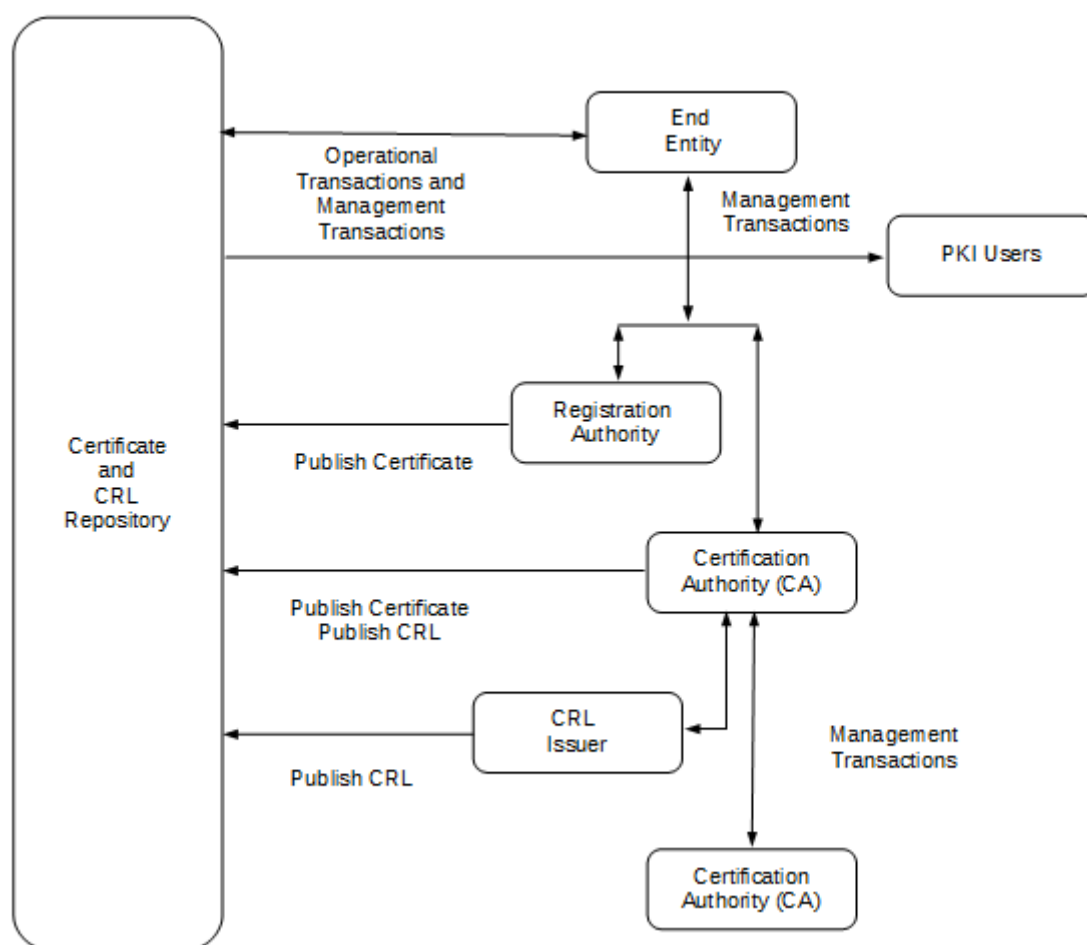 End
Entity
Operational
Transactions and
Management
Transactions
Management
Transactions
PKI Users
Registration
Authority
Publish Certificate
Certificate
and
CRL
Repository
Certification
Authority (CA)
Publish Certificate
Publish CRL
CRL
Issuer
Management
Transactions
Publish CRL
Certification
Authority (CA)